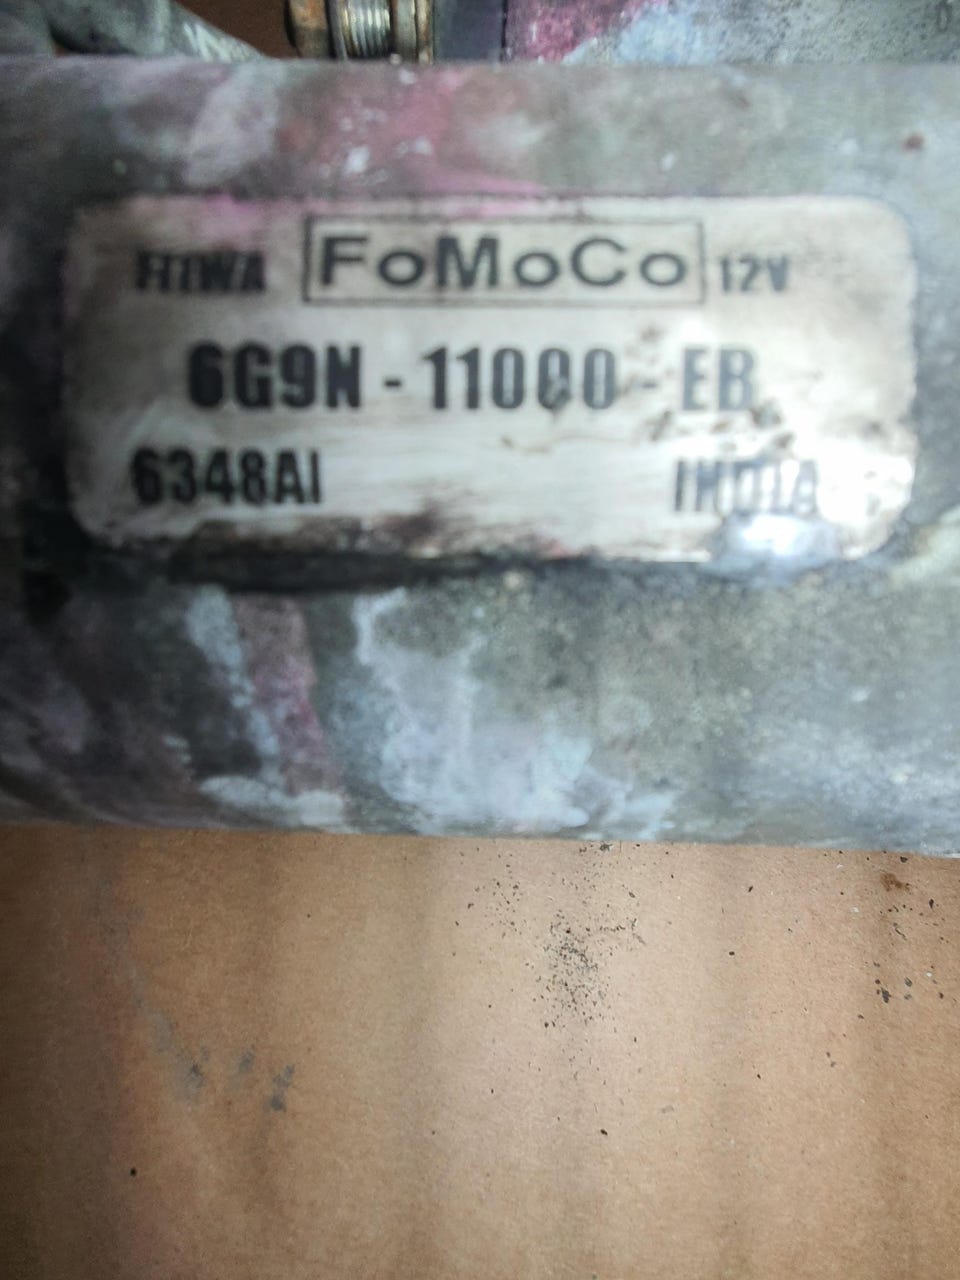 FoMoCo 12V
6G9N - 11000 - EB
6348AI
INDIA